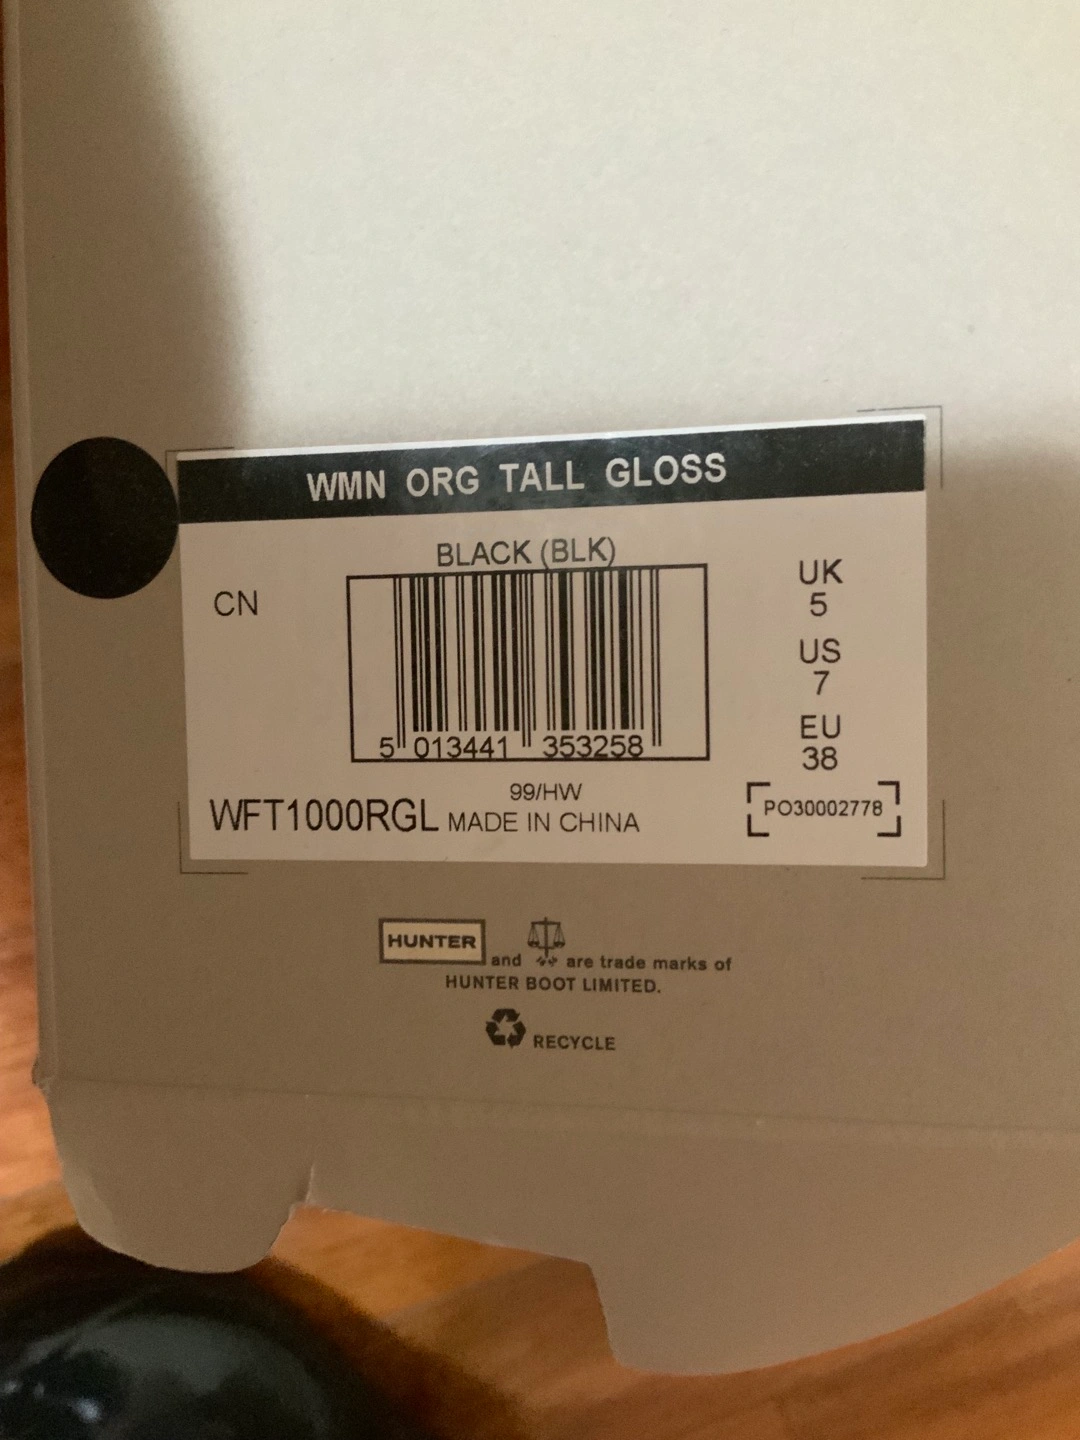 WMN ORG TALL GLOSS
BLACK (BLK)
CN
5 013441 353258
UK
5
US
7
EU
38
99/HW
WFT1000RGL MADE IN CHINA
PO30002778
HUNTER and are trade marks of
HUNTER BOOT LIMITED.
RECYCLE